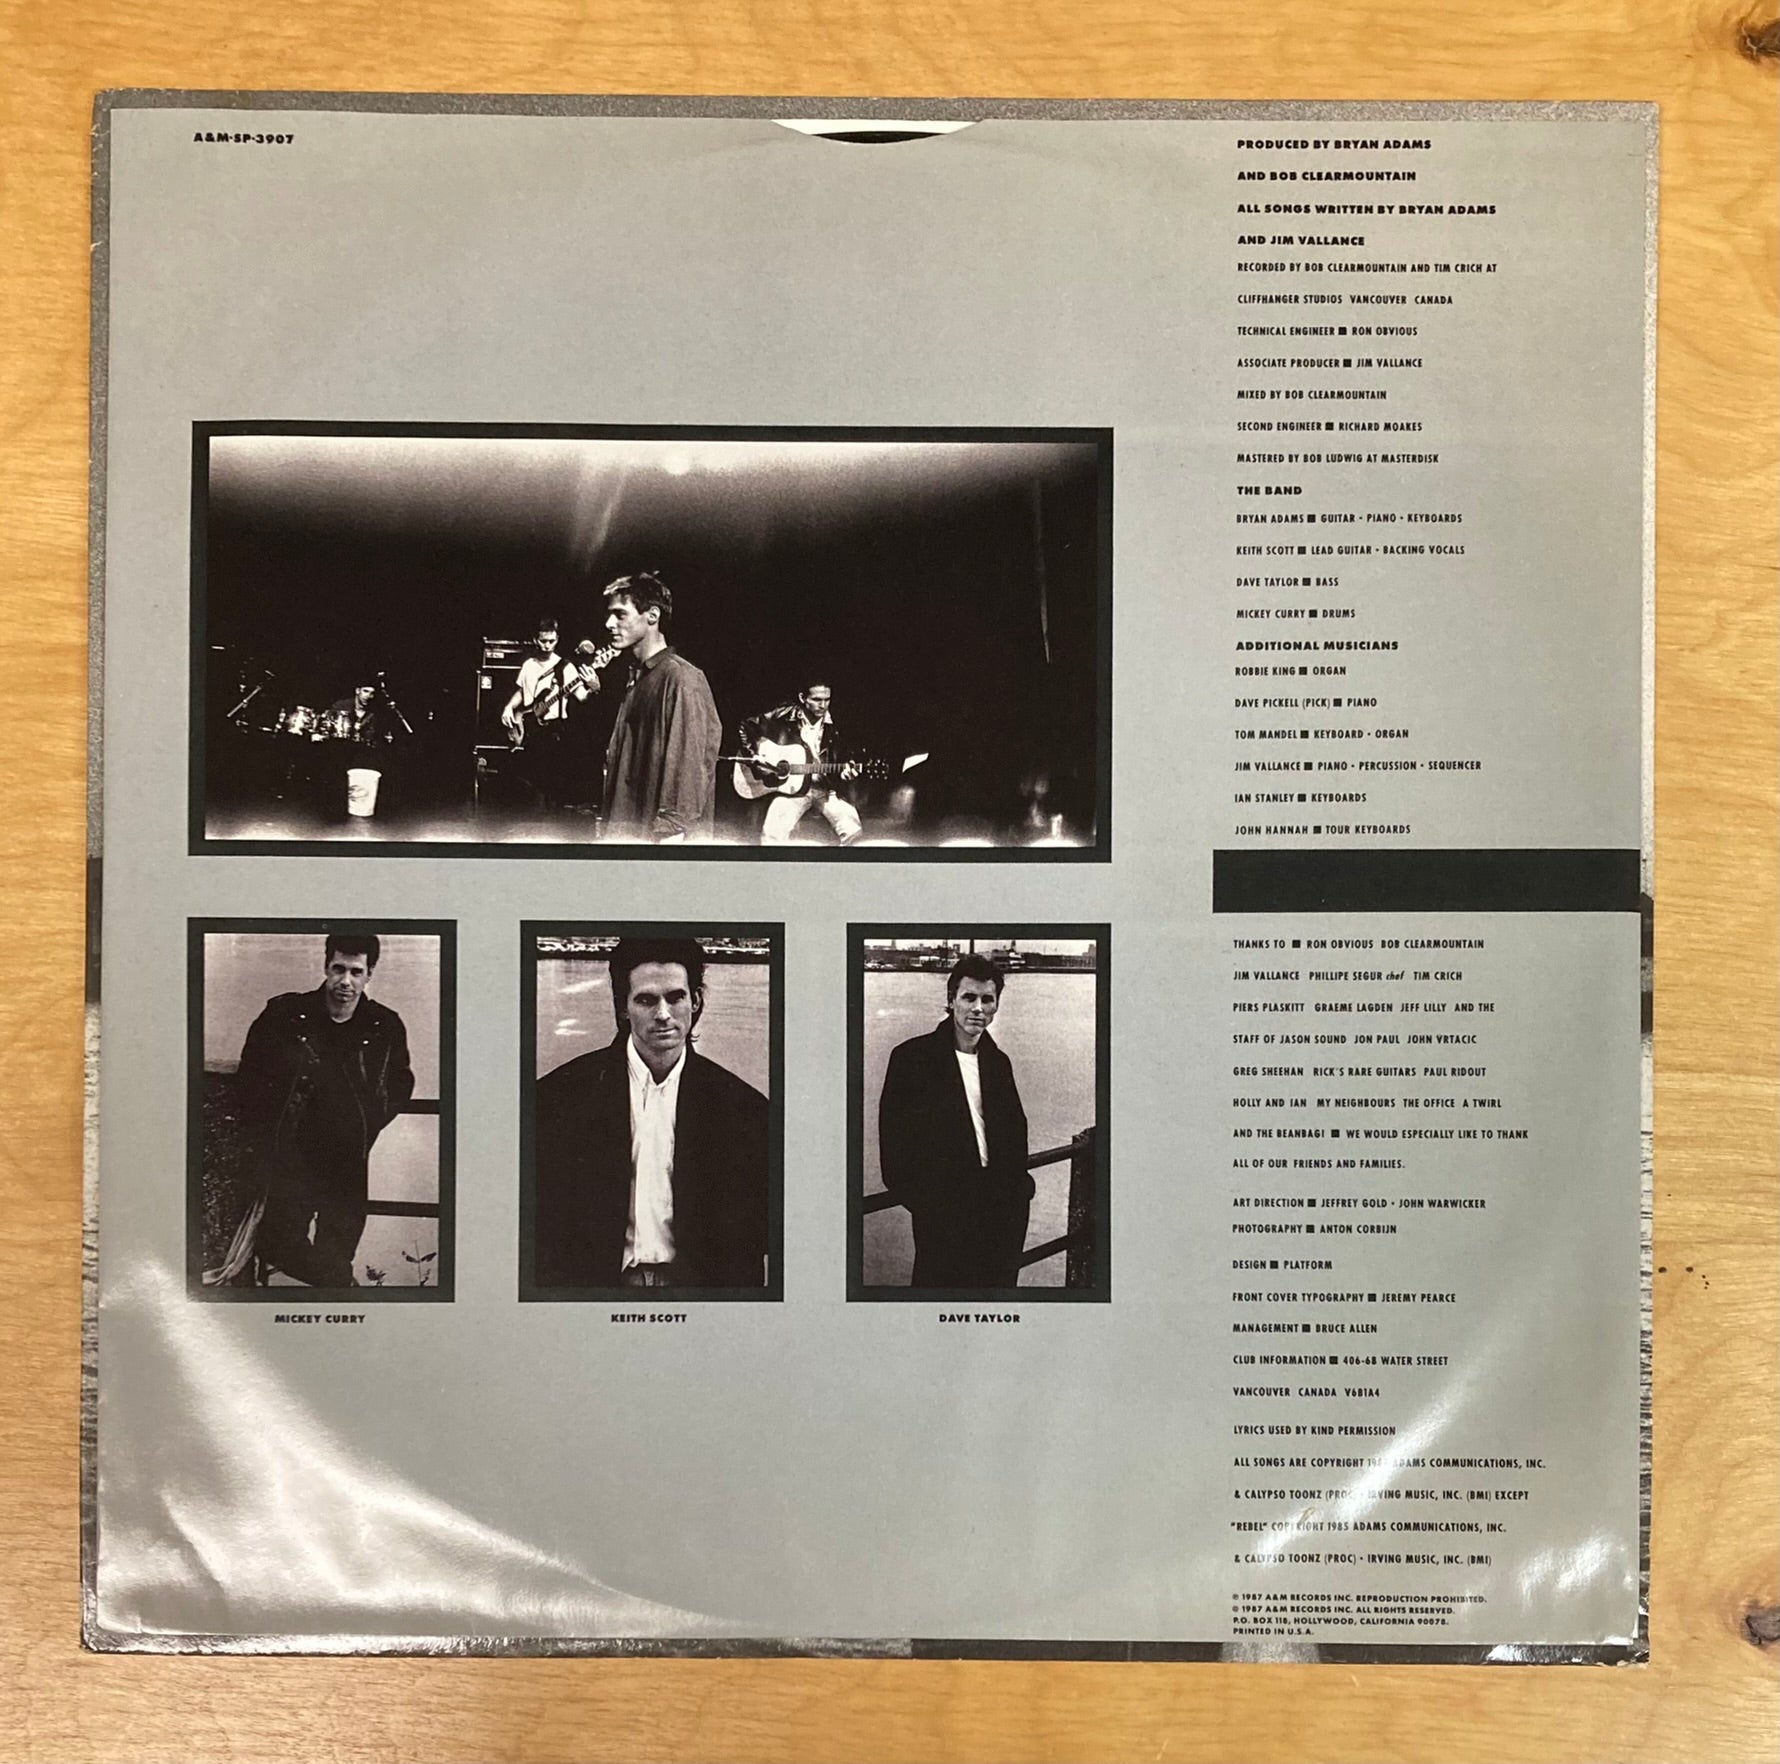 A&M·SP·3907
PRODUCED BY BRYAN ADAMS
AND BOB CLEARMOUNTAIN
ALL SONGS WRITTEN BY BRYAN ADAMS
AND JIM VALLANCE
RECORDED BY BOB CLEARMOUNTAIN AND TIM CRICH AT
CLIFFHANGER STUDIOS VANCOUVER CANADA
TECHNICAL ENGINEER ■ RON OBVIOUS
ASSOCIATE PRODUCER ■ JIM VALLANCE
MIXED BY BOB CLEARMOUNTAIN
SECOND ENGINEER ■ RICHARD MOAKES
MASTERED BY BOB LUDWIG AT MASTERDISK
THE BAND
BRYAN ADAMS ■ GUITAR · PIANO · KEYBOARDS
KEITH SCOTT ■ LEAD GUITAR · BACKING VOCALS
DAVE TAYLOR ■ BASS
MICKEY CURRY ■ DRUMS
ADDITIONAL MUSICIANS
ROBBIE KING ■ ORGAN
DAVE PICKELL (PICK) ■ PIANO
TOM MANDEL ■ KEYBOARD · ORGAN
JIM VALLANCE ■ PIANO · PERCUSSION · SEQUENCER
IAN STANLEY ■ KEYBOARDS
JOHN HANNAH ■ TOUR KEYBOARDS
MICKEY CURRY
KEITH SCOTT
DAVE TAYLOR
THANKS TO ■ RON OBVIOUS BOB CLEARMOUNTAIN
JIM VALLANCE PHILLIPE SEGUR chef TIM CRICH
PIERS PLASKITT GRAEME LAGDEN JEFF LILLY AND THE
STAFF OF JASON SOUND JON PAUL JOHN VRTACIC
GREG SHEEHAN RICK'S RARE GUITARS PAUL RIDOUT
HOLLY AND IAN MY NEIGHBOURS THE OFFICE A TWIRL
AND THE BEANBAG! ■ WE WOULD ESPECIALLY LIKE TO THANK
ALL OF OUR FRIENDS AND FAMILIES.
ART DIRECTION ■ JEFFREY GOLD · JOHN WARWICKER
PHOTOGRAPHY ■ ANTON CORBIJN
DESIGN ■ PLATFORM
FRONT COVER TYPOGRAPHY ■ JEREMY PEARCE
MANAGEMENT ■ BRUCE ALLEN
CLUB INFORMATION ■ 406-68 WATER STREET
VANCOUVER CANADA V6B1A4
LYRICS USED BY KIND PERMISSION
ALL SONGS ARE COPYRIGHT ADAMS COMMUNICATIONS, INC.
& CALYPSO TOONZ (PROC) · IRVING MUSIC, INC. (BMI) EXCEPT
"REBEL" COPYRIGHT 1985 ADAMS COMMUNICATIONS, INC.
& CALYPSO TOONZ (PROC) · IRVING MUSIC, INC. (BMI)
℗ 1987 A&M RECORDS INC. REPRODUCTION PROHIBITED.
© 1987 A&M RECORDS INC. ALL RIGHTS RESERVED.
P.O. BOX 118, HOLLYWOOD, CALIFORNIA 90078.
PRINTED IN U.S.A.